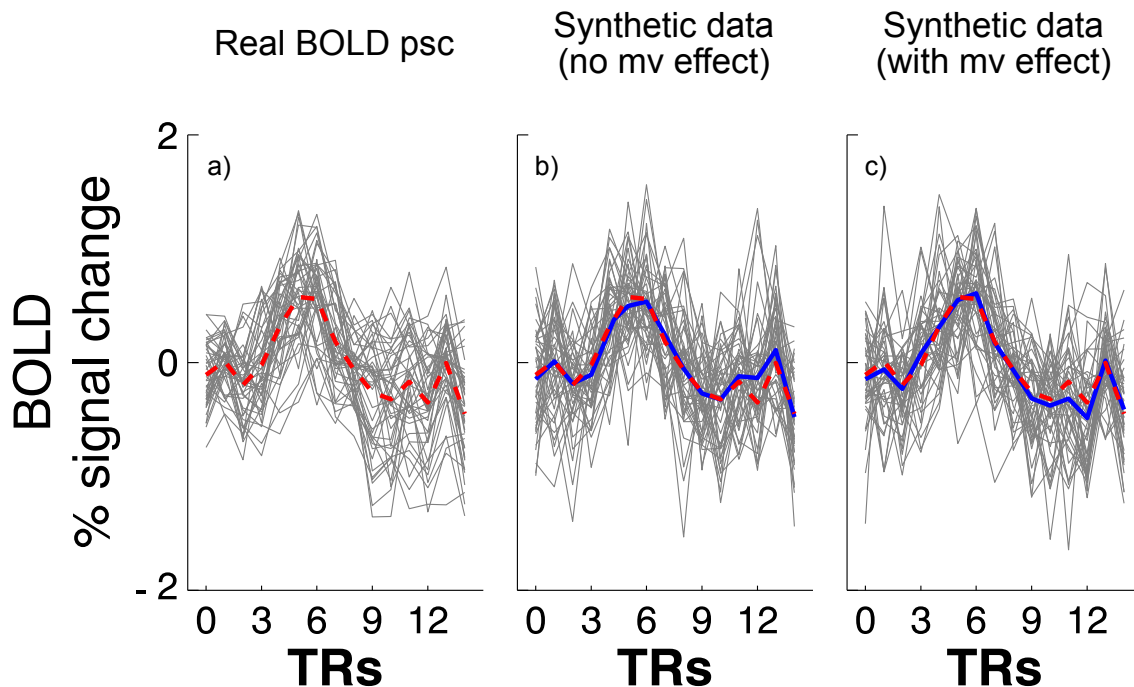 Real BOLD psc
Synthetic data
(no mv effect)
Synthetic data
(with mv effect)
BOLD
% signal change
2
0
- 2
a)
b)
c)
0 3 6 9 12
0 3 6 9 12
0 3 6 9 12
TRs
TRs
TRs